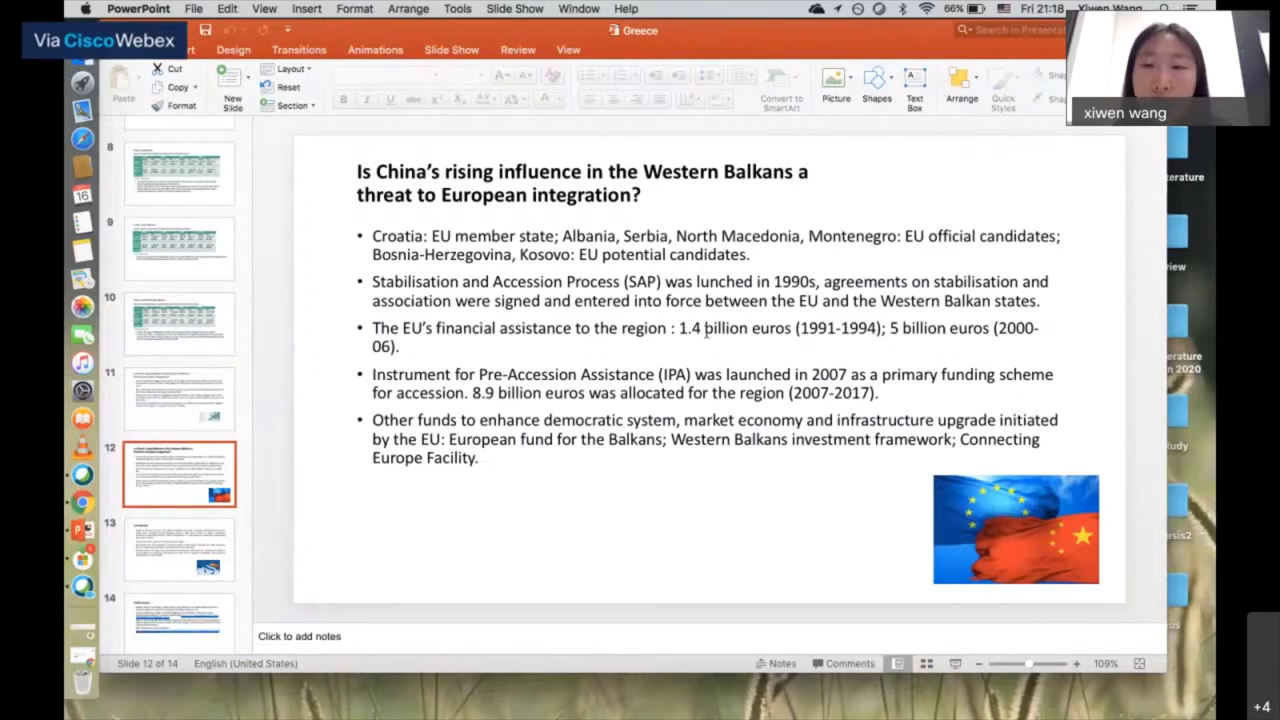 PowerPoint File Edit View Insert Format Arrange Tools Slide Show Window Help 66% Fri 21:18 Xiwen Wang
Via CiscoWebex
Greece
Search in Presenta
Design Transitions Animations Slide Show Review View
Paste
Cut
Copy
Format
New
Slide
Layout
Reset
Section
Convert to
SmartArt
Picture
Shapes
Text
Box
Arrange
Quick
Styles
xiwen wang
8
9
10
11
12
13
14
Is China's rising influence in the Western Balkans a
threat to European integration?
• Croatia: EU member state; Albania, Serbia, North Macedonia, Montenegro: EU official candidates;
Bosnia-Herzegovina, Kosovo: EU potential candidates.
• Stabilisation and Accession Process (SAP) was lunched in 1990s, agreements on stabilisation and
association were signed and entered into force between the EU and the Western Balkan states.
• The EU's financial assistance to the region : 1.4 billion euros (1991-1994); 5 billion euros (2000-
06).
• Instrument for Pre-Accession Assistance (IPA) was launched in 2007 as a primary funding scheme
for accession. 8.9 billion euros was allocated for the region (2007-2017).
• Other funds to enhance democratic system, market economy and infrastructure upgrade initiated
by the EU: European fund for the Balkans; Western Balkans investment framework; Connecting
Europe Facility.
Click to add notes
Slide 12 of 14 English (United States) Notes Comments 109%
+4